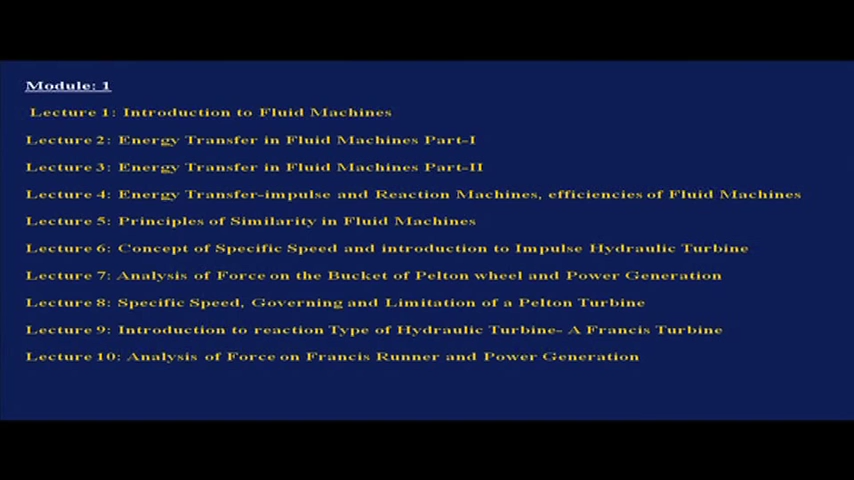 Module: 1
Lecture 1: Introduction to Fluid Machines
Lecture 2: Energy Transfer in Fluid Machines Part-I
Lecture 3: Energy Transfer in Fluid Machines Part-II
Lecture 4: Energy Transfer-impulse and Reaction Machines, efficiencies of Fluid Machines
Lecture 5: Principles of Similarity in Fluid Machines
Lecture 6: Concept of Specific Speed and introduction to Impulse Hydraulic Turbine
Lecture 7: Analysis of Force on the Bucket of Pelton wheel and Power Generation
Lecture 8: Specific Speed, Governing and Limitation of a Pelton Turbine
Lecture 9: Introduction to reaction Type of Hydraulic Turbine- A Francis Turbine
Lecture 10: Analysis of Force on Francis Runner and Power Generation